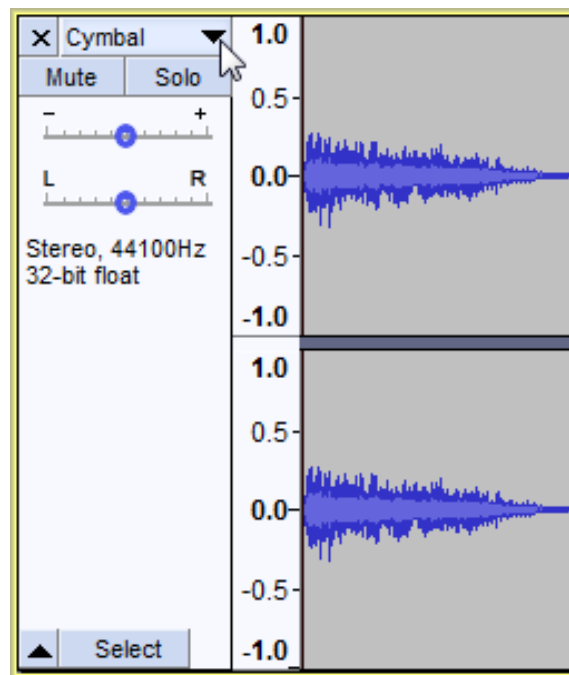 X Cymbal
Mute Solo
- +
L R
Stereo, 44100Hz
32-bit float
Select
1.0
0.5-
0.0-
-0.5-
-1.0
1.0
0.5-
0.0-
-0.5-
-1.0